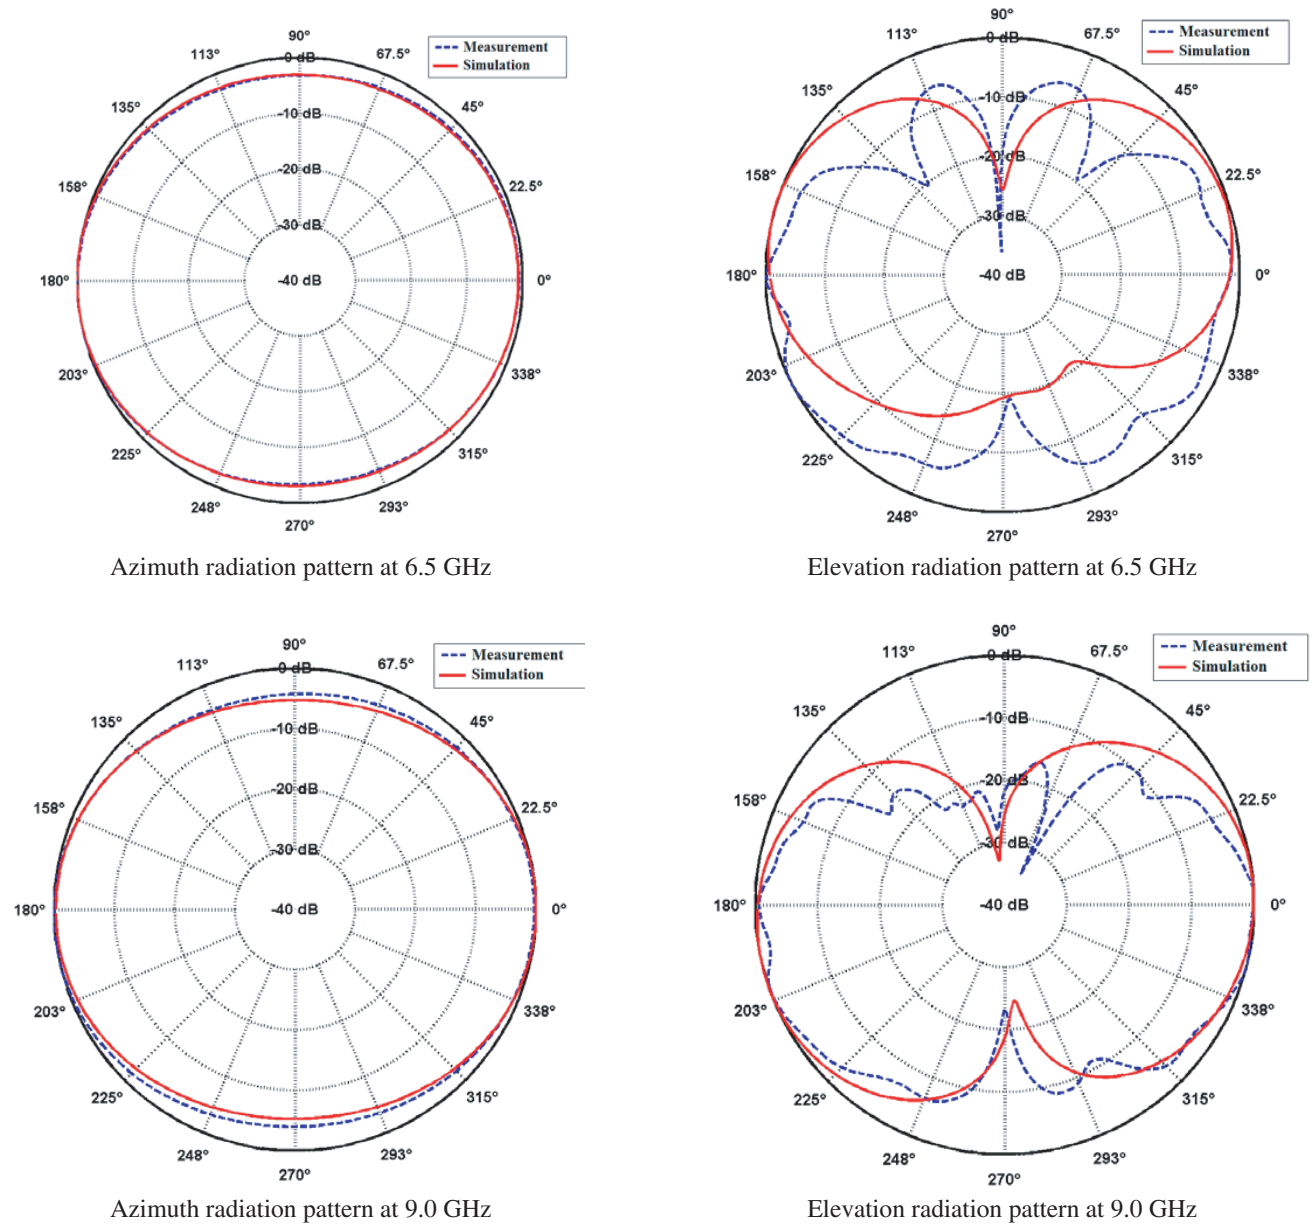 90°
113°
67.5°
0 dB
Measurement
Simulation
135°
45°
-10 dB
158°
-20 dB
22.5°
-30 dB
180°
-40 dB
0°
203°
338°
225°
315°
248°
293°
270°
Azimuth radiation pattern at 6.5 GHz
90°
113°
67.5°
0 dB
Measurement
Simulation
135°
45°
-10 dB
-20 dB
158°
22.5°
-30 dB
180°
-40 dB
0°
203°
338°
225°
315°
248°
293°
270°
Elevation radiation pattern at 6.5 GHz
90°
113°
67.5°
0 dB
Measurement
Simulation
135°
45°
-10 dB
-20 dB
158°
22.5°
-30 dB
180°
-40 dB
0°
203°
338°
225°
315°
248°
293°
270°
Azimuth radiation pattern at 9.0 GHz
90°
113°
67.5°
0 dB
Measurement
Simulation
135°
45°
-10 dB
-20 dB
158°
22.5°
-30 dB
180°
-40 dB
0°
203°
338°
225°
315°
248°
293°
270°
Elevation radiation pattern at 9.0 GHz